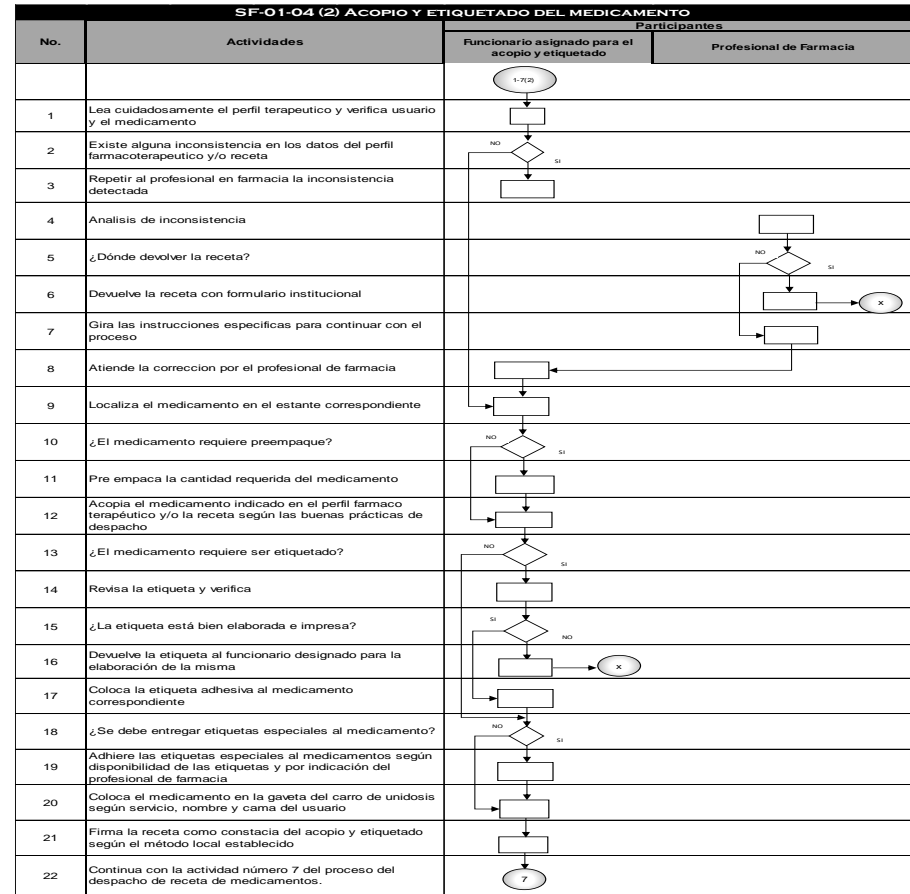 SF-01-04 (2) ACOPIO Y ETIQUETADO DEL MEDICAMENTO
No.
Actividades
Participantes
Funcionario asignado para el
acopio y etiquetado
Profesional de Farmacia
1-7(2)
1
Lea cuidadosamente el perfil terapeutico y verifica usuario
y el medicamento
2
Existe alguna inconsistencia en los datos del perfil
farmacoterapeutico y/o receta
NO
SI
3
Repetir al profesional en farmacia la inconsistencia
detectada
4
Analisis de inconsistencia
5
¿Dónde devolver la receta?
NO
SI
6
Devuelve la receta con formulario institucional
X
7
Gira las instrucciones especificas para continuar con el
proceso
8
Atiende la correccion por el profesional de farmacia
9
Localiza el medicamento en el estante correspondiente
10
¿El medicamento requiere preempaque?
NO
SI
11
Pre empaca la cantidad requerida del medicamento
12
Acopia el medicamento indicado en el perfil farmaco
terapéutico y/o la receta según las buenas prácticas de
despacho
13
¿El medicamento requiere ser etiquetado?
NO
SI
14
Revisa la etiqueta y verifica
15
¿La etiqueta está bien elaborada e impresa?
SI
NO
16
Devuelve la etiqueta al funcionario designado para la
elaboración de la misma
X
17
Coloca la etiqueta adhesiva al medicamento
correspondiente
18
¿Se debe entregar etiquetas especiales al medicamento?
NO
SI
19
Adhiere las etiquetas especiales al medicamentos según
disponibilidad de las etiquetas y por indicación del
profesional de farmacia
20
Coloca el medicamento en la gaveta del carro de unidosis
según servicio, nombre y cama del usuario
21
Firma la receta como constacia del acopio y etiquetado
según el método local establecido
22
Continua con la actividad número 7 del proceso del
despacho de receta de medicamentos.
7